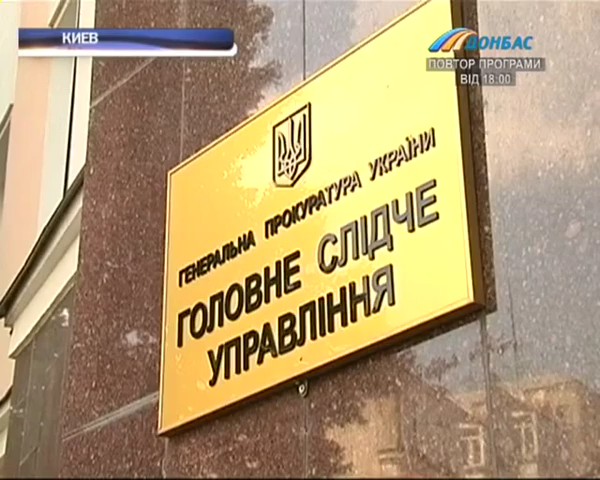 КИЕВ
ДОНБАС
ПОВТОР ПРОГРАМИ
ВІД 18:00
ГЕНЕРАЛЬНА ПРОКУРАТУРА УКРАЇНИ
ГОЛОВНЕ СЛІДЧЕ
УПРАВЛІННЯ